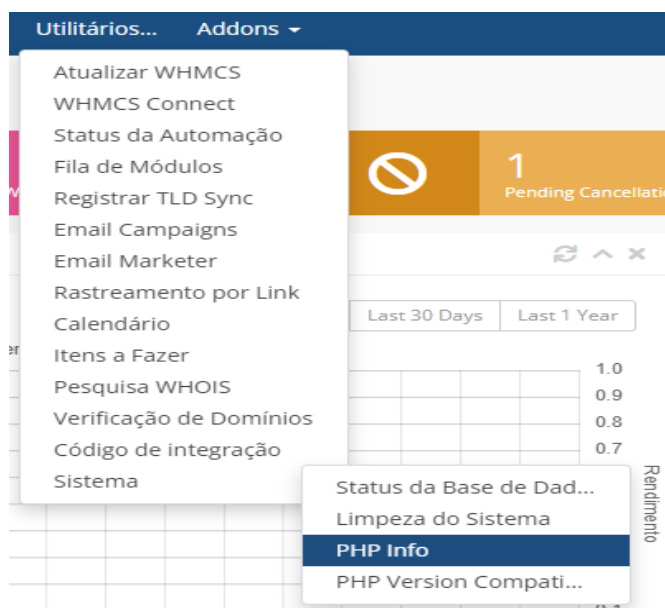 Utilitários... Addons
Atualizar WHMCS
WHMCS Connect
Status da Automação
Fila de Módulos
Registrar TLD Sync
Email Campaigns
Email Marketer
Rastreamento por Link
Calendário
Itens a Fazer
Pesquisa WHOIS
Verificação de Domínios
Código de integração
Sistema
Status da Base de Dad...
Limpeza do Sistema
PHP Info
PHP Version Compati...
1
Pending Cancellati
Last 30 Days Last 1 Year
1.0
0.9
0.8
0.7
Rendimento